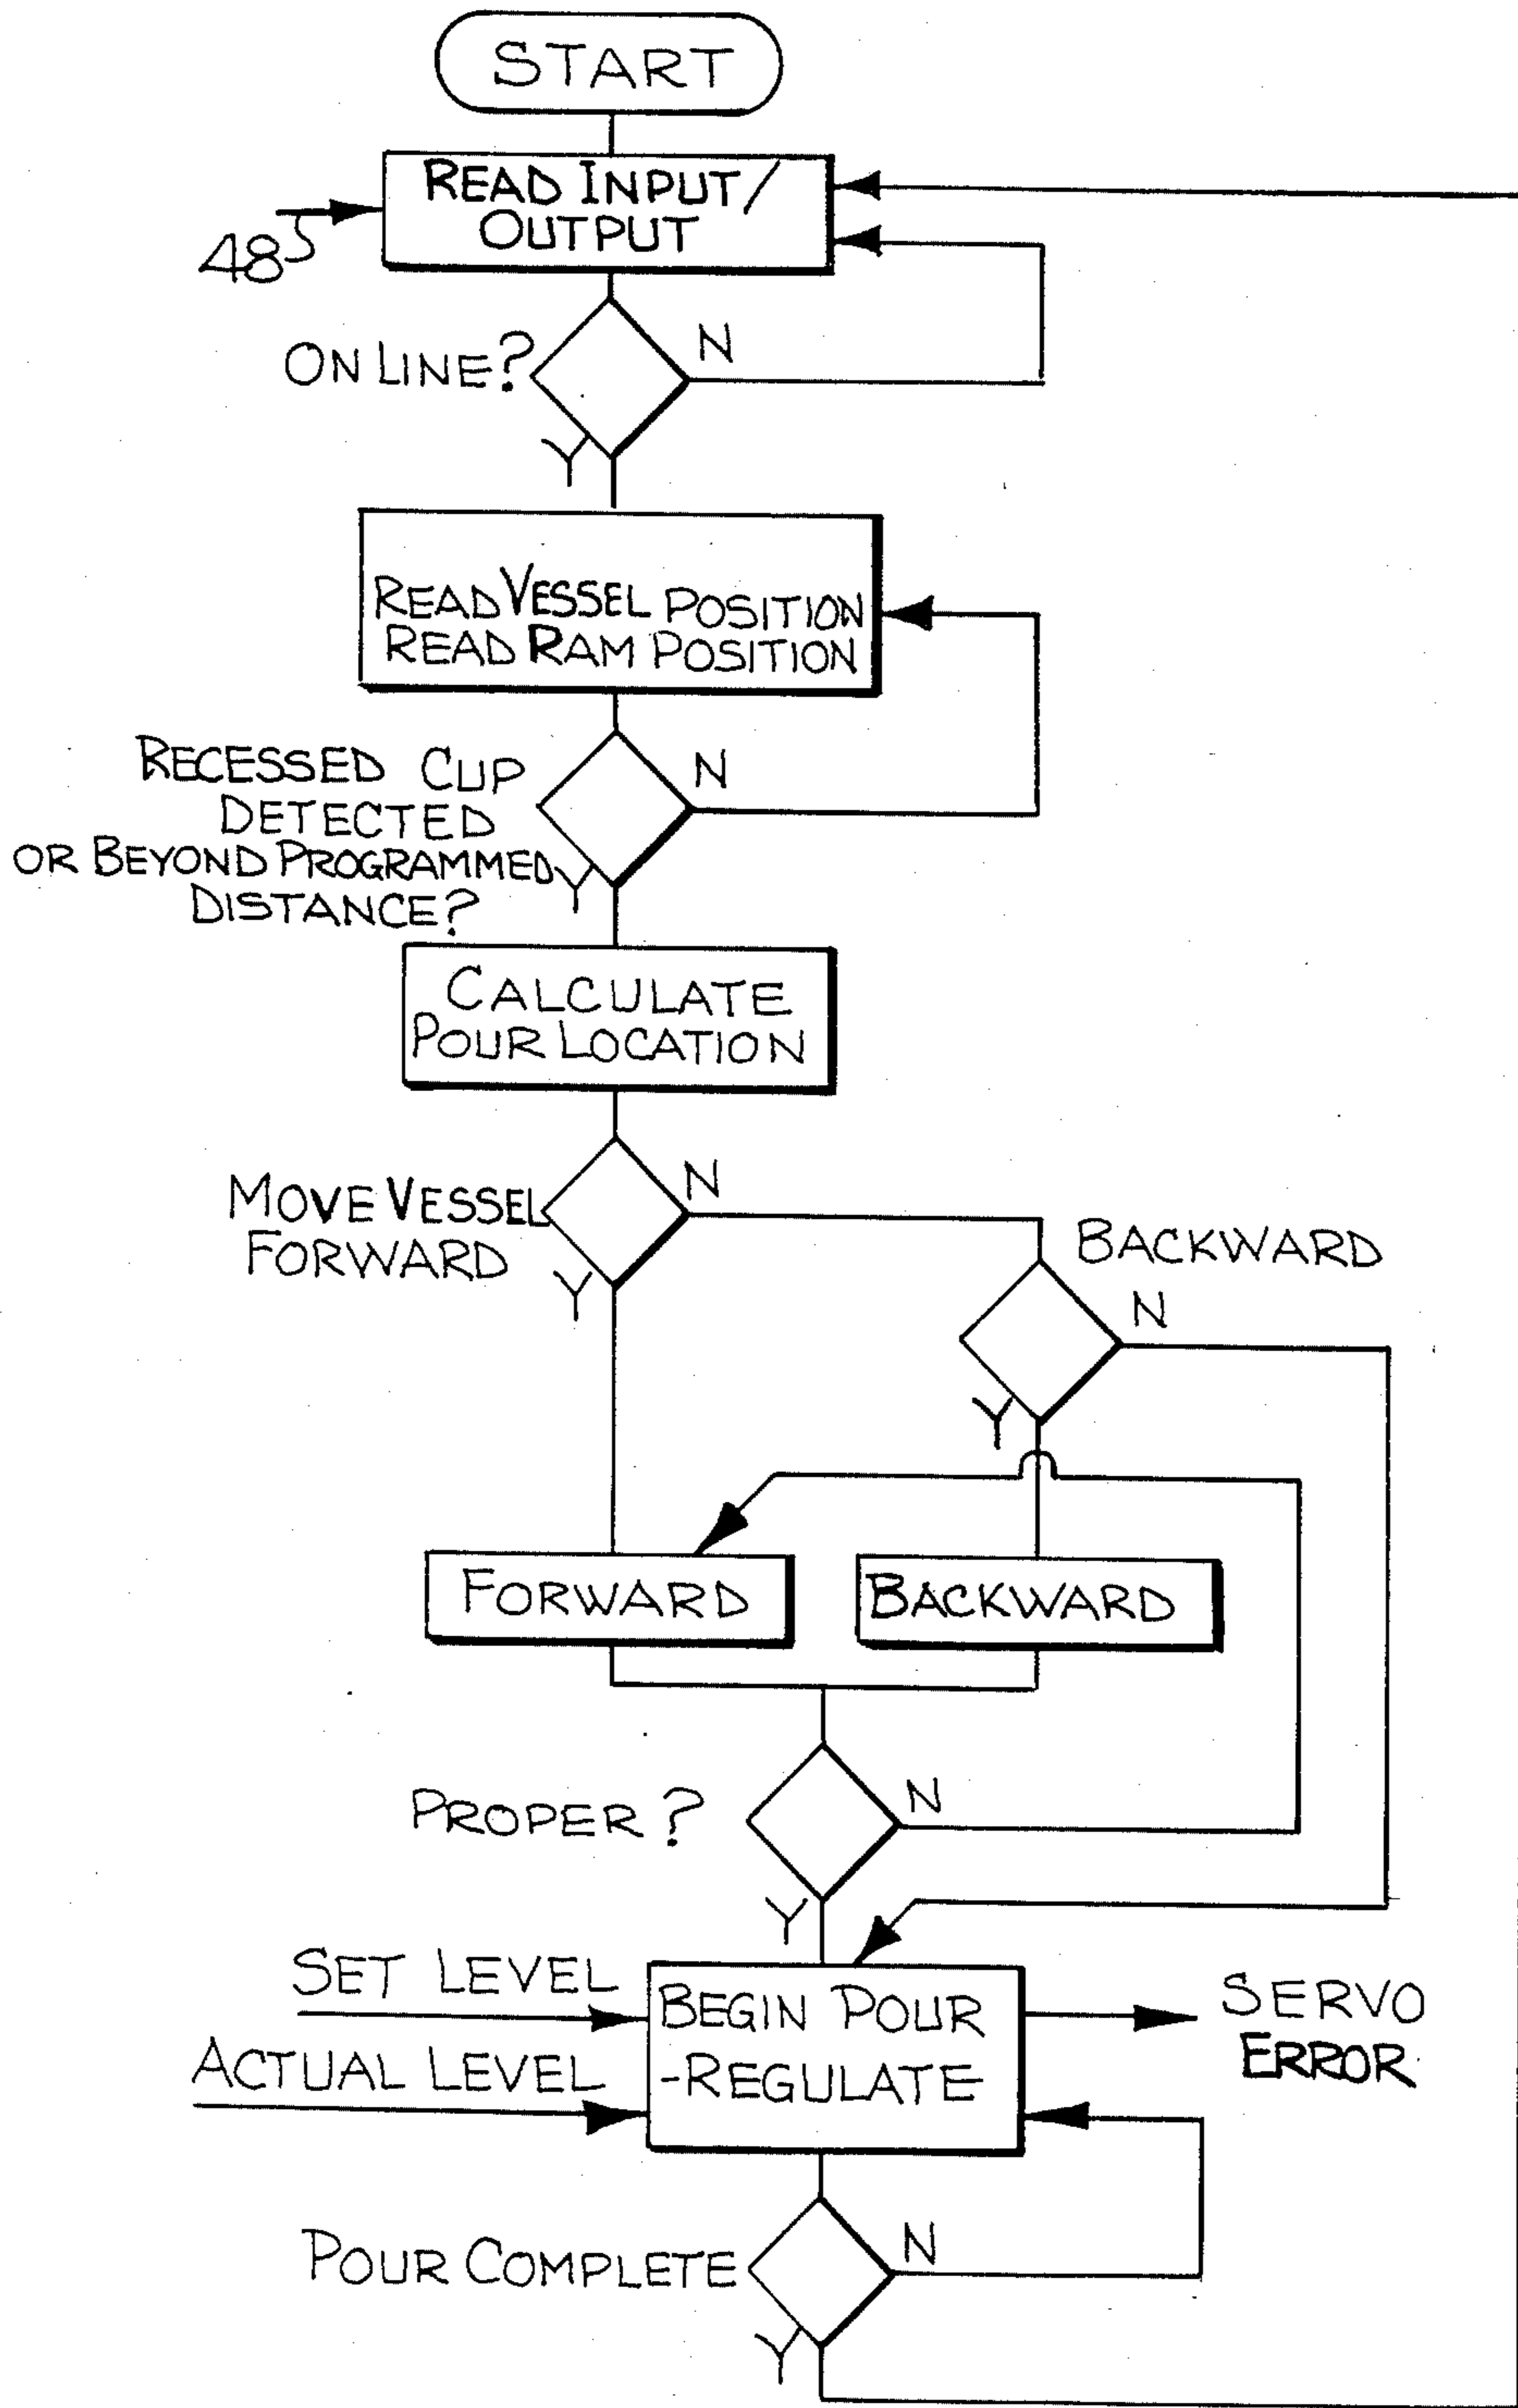 START
READ INPUT/
OUTPUT
48
ON LINE?
N
Y
READ VESSEL POSITION
READ RAM POSITION
RECESSED CUP
DETECTED
OR BEYOND PROGRAMMED
DISTANCE?
N
Y
CALCULATE
POUR LOCATION
MOVE VESSEL
FORWARD
N
Y
BACKWARD
N
Y
FORWARD
BACKWARD
PROPER?
N
Y
SET LEVEL
ACTUAL LEVEL
BEGIN POUR
-REGULATE
SERVO
ERROR
POUR COMPLETE
N
Y